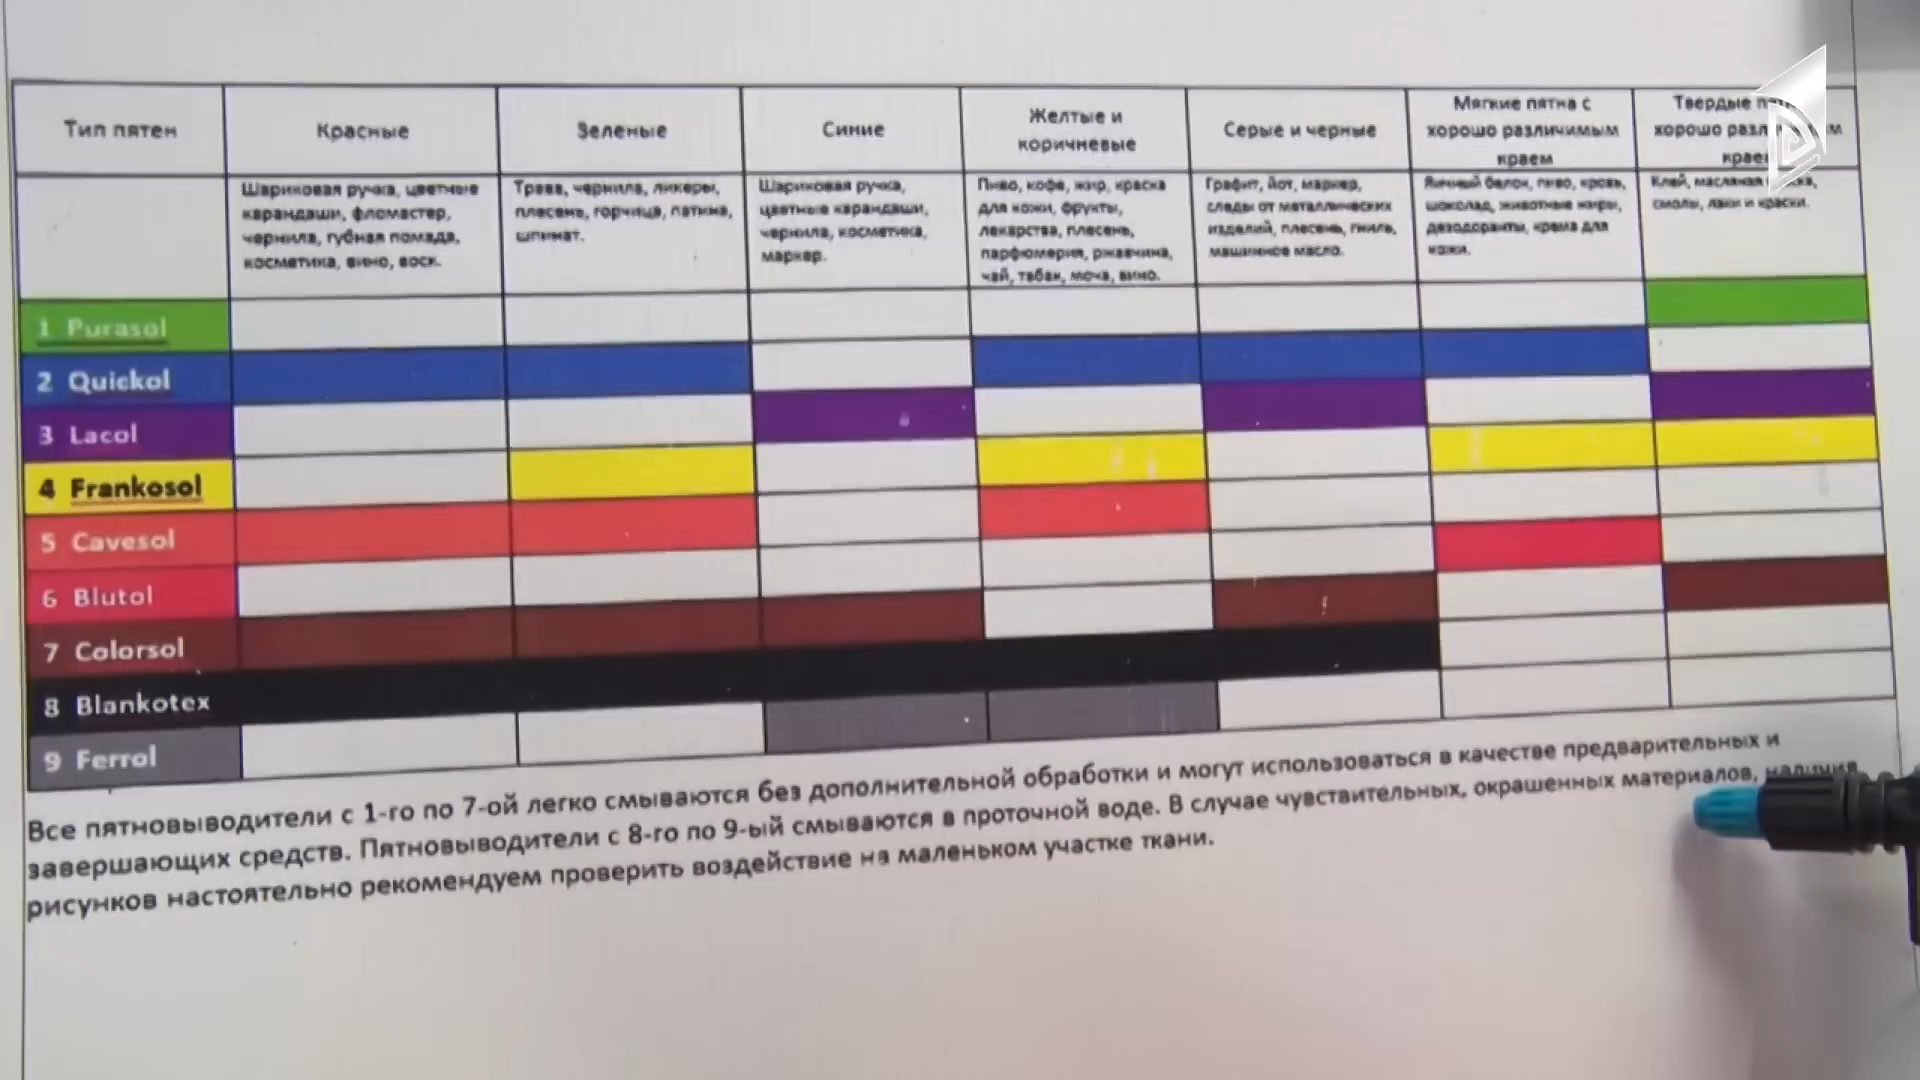 Тип пятен
Красные
Зеленые
Синие
Желтые и
коричневые
Серые и черные
Мягкие пятна с
хорошо различимым
краем
Твердые
хорошо
Шариковая ручка, цветные
карандаши, фломастер,
чернила, губная помада,
косметика, вино, воск.
Трава, чернила, ликеры,
плесень, горчица, патина,
шпинат.
Шариковая ручка,
цветные карандаши,
чернила, косметика,
маркер.
Пиво, кофе, жир, краска
для кожи, фрукты,
лекарства, плесень,
парфюмерия, ржавчина,
чай, табак, моча, вино.
Графит, йот, маркер,
следы от металлических
изделий, плесень, гниль,
машинное масло.
Яичный белок, пиво, кровь,
шоколад, животные жиры,
дезодоранты, крема для
кожи.
Клей, масляная
смолы, лаки и краски.
1 Purasol
2 Quickol
3 Lacol
4 Frankosol
5 Cavesol
6 Blutol
7 Colorsol
8 Blankotex
9 Ferrol
Все пятновыводители с 1-го по 7-ой легко смываются без дополнительной обработки и могут использоваться в качестве предварительных и
завершающих средств. Пятновыводители с 8-го по 9-ый смываются в проточной воде. В случае чувствительных, окрашенных материалов, наличия
рисунков настоятельно рекомендуем проверить воздействие на маленьком участке ткани.